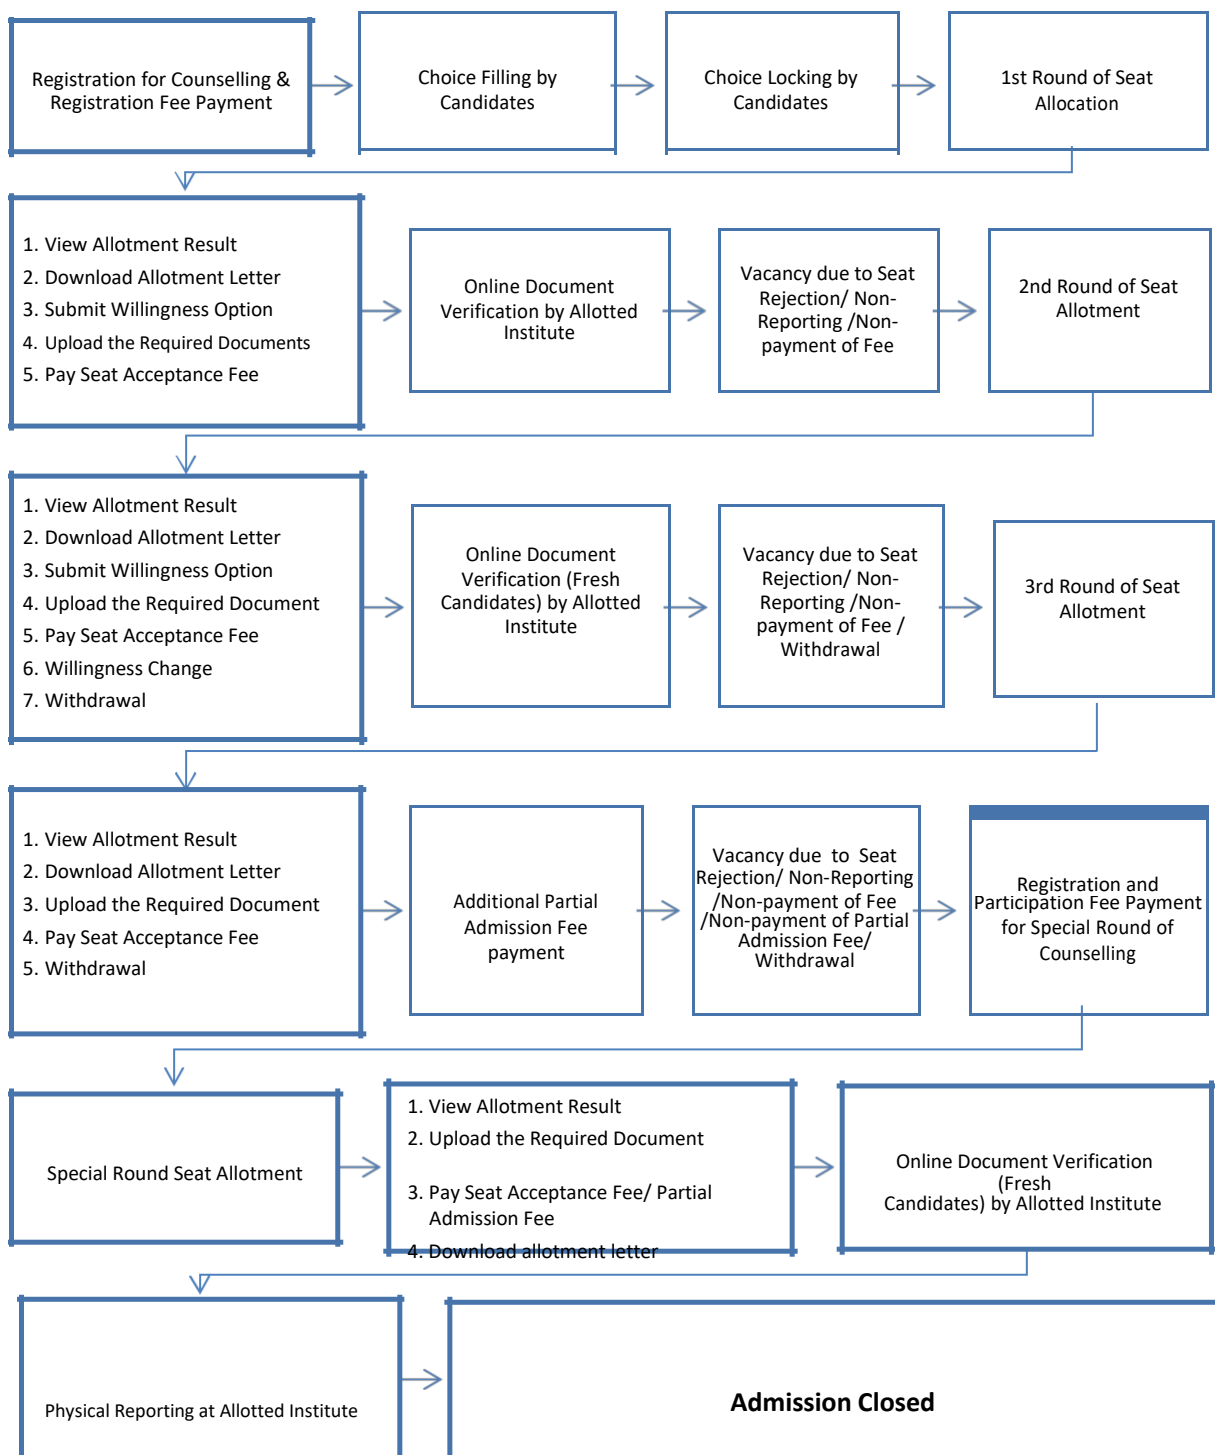 Registration for Counselling &
Registration Fee Payment
Choice Filling by
Candidates
Choice Locking by
Candidates
1st Round of Seat
Allocation
1. View Allotment Result
2. Download Allotment Letter
3. Submit Willingness Option
4. Upload the Required Documents
5. Pay Seat Acceptance Fee
Online Document
Verification by Allotted
Institute
Vacancy due to Seat
Rejection/ Non-
Reporting /Non-
payment of Fee
2nd Round of Seat
Allotment
1. View Allotment Result
2. Download Allotment Letter
3. Submit Willingness Option
4. Upload the Required Document
5. Pay Seat Acceptance Fee
6. Willingness Change
7. Withdrawal
Online Document
Verification (Fresh
Candidates) by Allotted
Institute
Vacancy due to Seat
Rejection/ Non-
Reporting /Non-
payment of Fee /
Withdrawal
3rd Round of Seat
Allotment
1. View Allotment Result
2. Download Allotment Letter
3. Upload the Required Document
4. Pay Seat Acceptance Fee
5. Withdrawal
Additional Partial
Admission Fee
payment
Vacancy due to Seat
Rejection/ Non-Reporting
/Non-payment of Fee
/Non-payment of Partial
Admission Fee/
Withdrawal
Registration and
Participation Fee Payment
for Special Round of
Counselling
Special Round Seat Allotment
1. View Allotment Result
2. Upload the Required Document
3. Pay Seat Acceptance Fee/ Partial
Admission Fee
4. Download allotment letter
Online Document Verification
(Fresh
Candidates) by Allotted Institute
Physical Reporting at Allotted Institute
Admission Closed